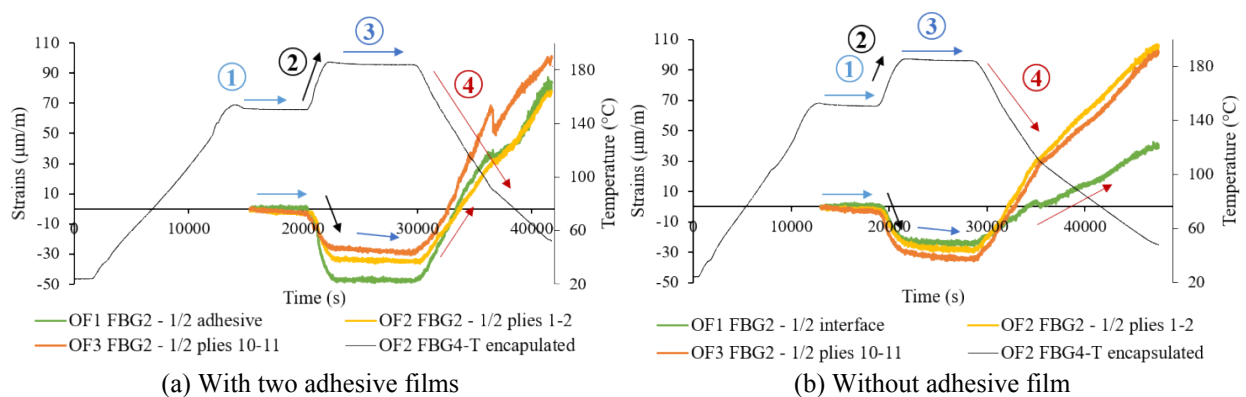 ① ② ③ ④
Strains (µm/m)
110
90
70
50
30
10
-10
-30
-50
0 10000 20000 30000 40000
Time (s)
180
140
100
60
20
Temperature (°C)
OF1 FBG2 - 1/2 adhesive
OF2 FBG2 - 1/2 plies 1-2
OF3 FBG2 - 1/2 plies 10-11
OF2 FBG4-T encapulated
(a) With two adhesive films
① ② ③ ④
Strains (µm/m)
110
90
70
50
30
10
-10
-30
-50
0 10000 20000 30000 40000
Time (s)
180
140
100
60
20
Temperature (°C)
OF1 FBG2 - 1/2 interface
OF2 FBG2 - 1/2 plies 1-2
OF3 FBG2 - 1/2 plies 10-11
OF2 FBG4-T encapsulated
(b) Without adhesive film